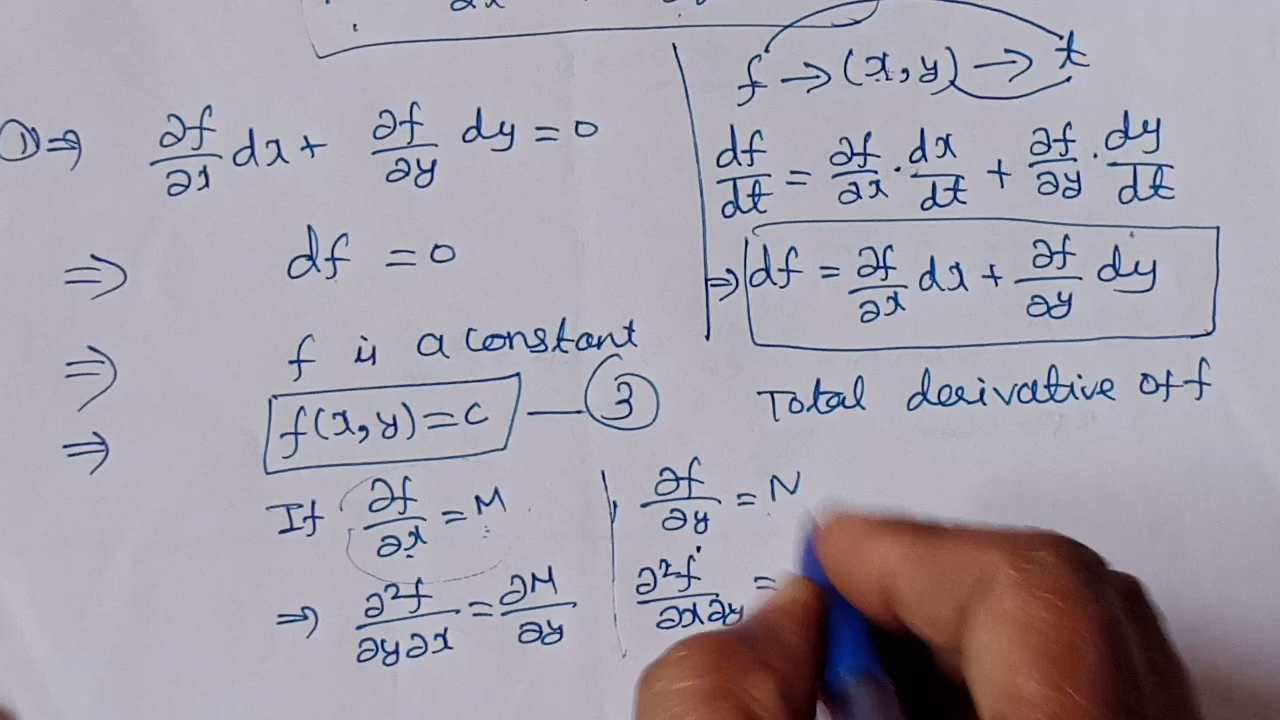 ① ⇒ ∂f/∂x dx + ∂f/∂y dy = 0
⇒ df = 0
⇒ f is a constant
⇒ f(x,y) = c — ③
f → (x,y) → t
df/dt = ∂f/∂x · dx/dt + ∂f/∂y · dy/dt
⇒ df = ∂f/∂x dx + ∂f/∂y dy
Total derivative of f
If ∂f/∂x = M
⇒ ∂²f/∂y∂x = ∂M/∂y
∂f/∂y = N
∂²f/∂x∂y =